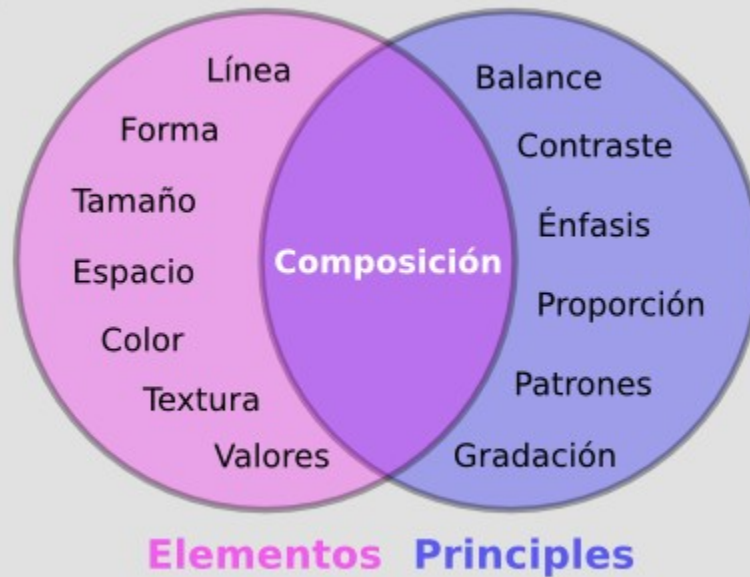 Línea
Forma
Tamaño
Espacio
Color
Textura
Valores
Composición
Balance
Contraste
Énfasis
Proporción
Patrones
Gradación
Elementos
Principles